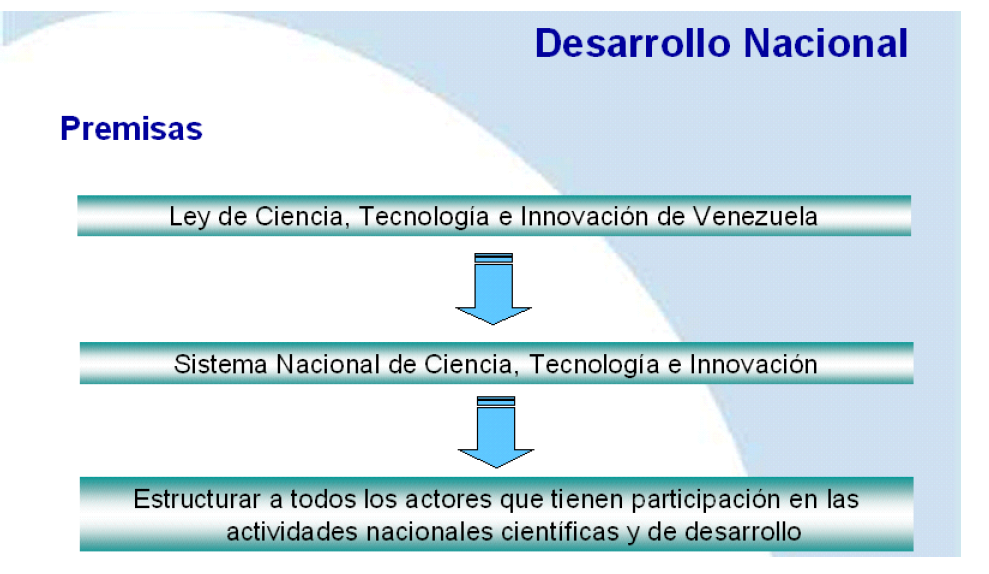 Desarrollo Nacional
Premisas
Ley de Ciencia, Tecnología e Innovación de Venezuela
Sistema Nacional de Ciencia, Tecnología e Innovación
Estructurar a todos los actores que tienen participación en las
actividades nacionales científicas y de desarrollo